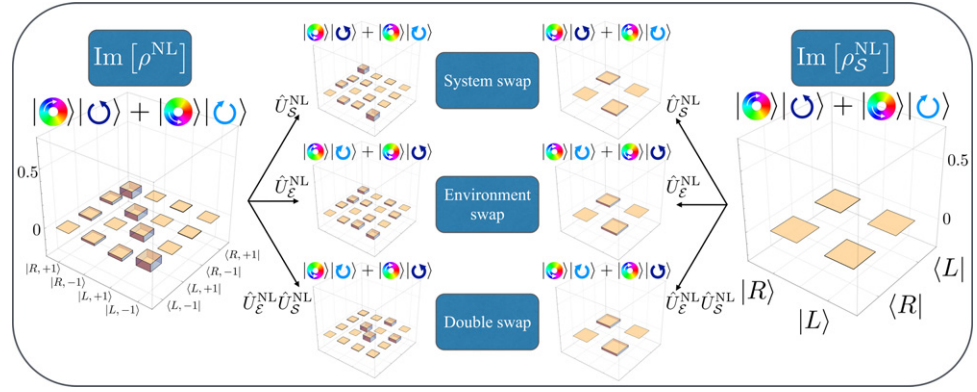 Im [ρ^NL]
|⟩|↺⟩ + |⟩|↻⟩
0.5
0
|R,+1⟩
|R,−1⟩
|L,+1⟩
|L,−1⟩
⟨R,+1|
⟨R,−1|
⟨L,+1|
⟨L,−1|
Û_S^NL
Û_ℰ^NL
Û_ℰ^NL Û_S^NL
|⟩|↺⟩ + |⟩|↻⟩
System swap
|⟩|↺⟩ + |⟩|↻⟩
|⟩|↻⟩ + |⟩|↺⟩
Environment
swap
|⟩|↻⟩ + |⟩|↺⟩
|⟩|↻⟩ + |⟩|↺⟩
Double swap
|⟩|↻⟩ + |⟩|↺⟩
Û_S^NL
Û_ℰ^NL
Û_ℰ^NL Û_S^NL
Im [ρ_S^NL]
|⟩|↺⟩ + |⟩|↻⟩
0.5
0
|R⟩
|L⟩
⟨R|
⟨L|